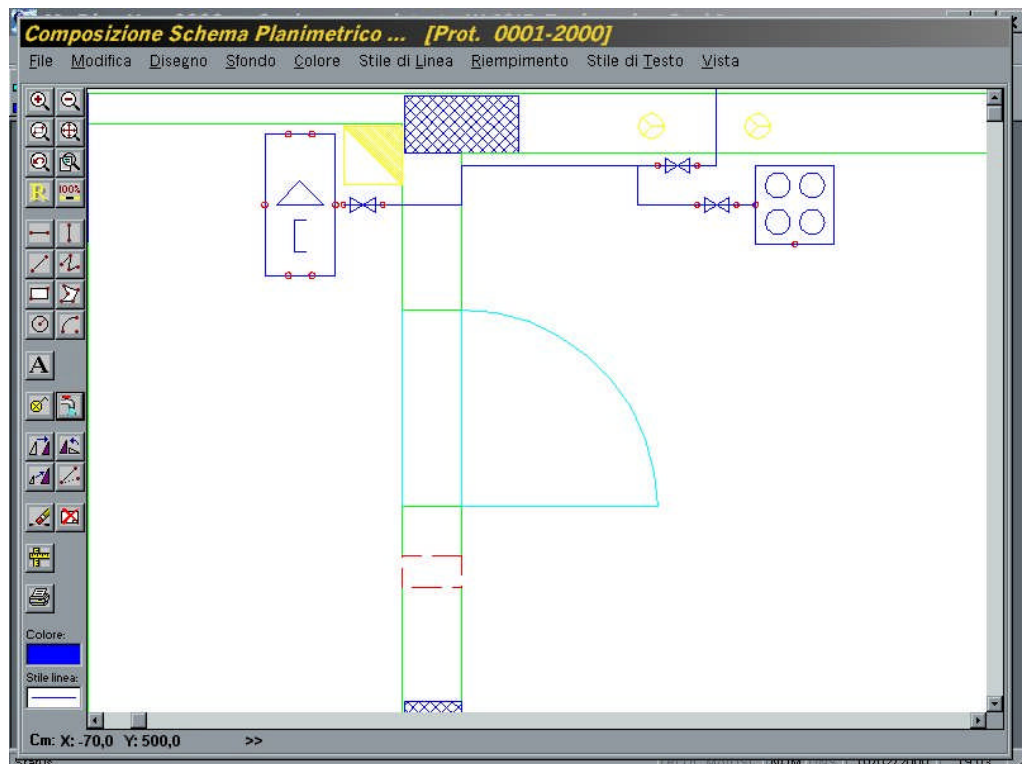 Composizione Schema Planimetrico ... [Prot. 0001-2000]
File Modifica Disegno Sfondo Colore Stile di Linea Riempimento Stile di Testo Vista
R 100%
A
Colore:
Stile linea:
Cm: X: -70,0 Y: 500,0 >>